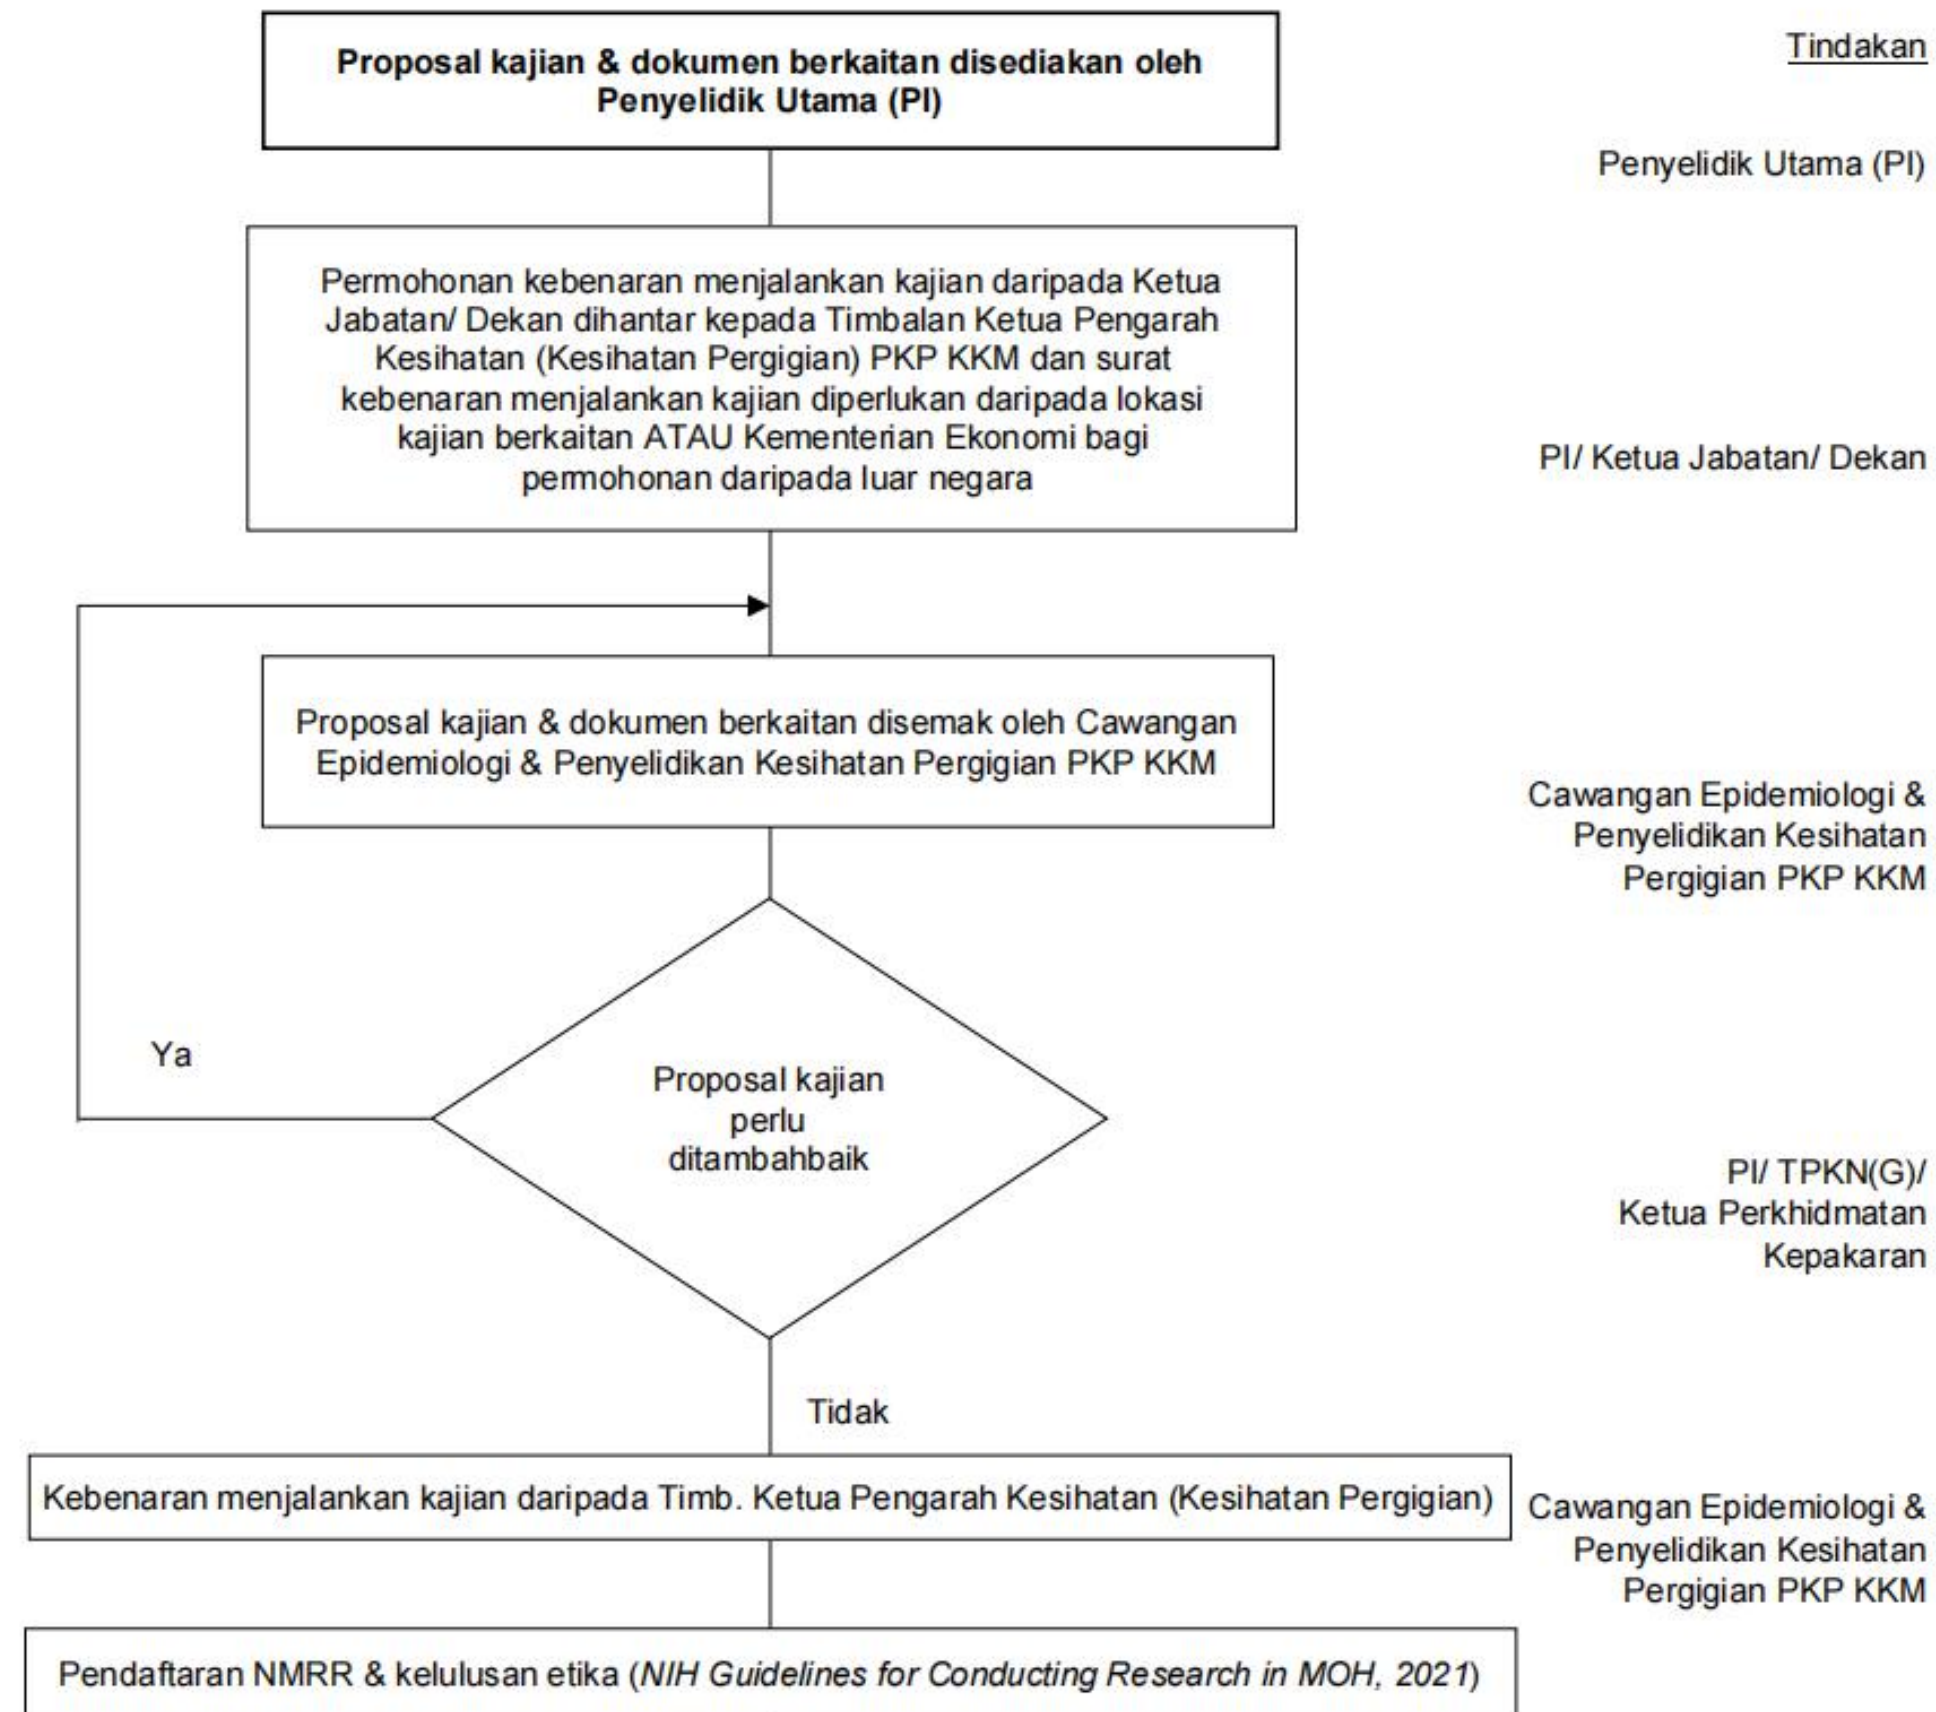 Tindakan
Proposal kajian & dokumen berkaitan disediakan oleh
Penyelidik Utama (PI)
Penyelidik Utama (PI)
Permohonan kebenaran menjalankan kajian daripada Ketua
Jabatan/ Dekan dihantar kepada Timbalan Ketua Pengarah
Kesihatan (Kesihatan Pergigian) PKP KKM dan surat
kebenaran menjalankan kajian diperlukan daripada lokasi
kajian berkaitan ATAU Kementerian Ekonomi bagi
permohonan daripada luar negara
PI/ Ketua Jabatan/ Dekan
Proposal kajian & dokumen berkaitan disemak oleh Cawangan
Epidemiologi & Penyelidikan Kesihatan Pergigian PKP KKM
Cawangan Epidemiologi &
Penyelidikan Kesihatan
Pergigian PKP KKM
Ya
Proposal kajian
perlu
ditambahbaik
PI/ TPKN(G)/
Ketua Perkhidmatan
Kepakaran
Tidak
Kebenaran menjalankan kajian daripada Timb. Ketua Pengarah Kesihatan (Kesihatan Pergigian)
Cawangan Epidemiologi &
Penyelidikan Kesihatan
Pergigian PKP KKM
Pendaftaran NMRR & kelulusan etika (NIH Guidelines for Conducting Research in MOH, 2021)